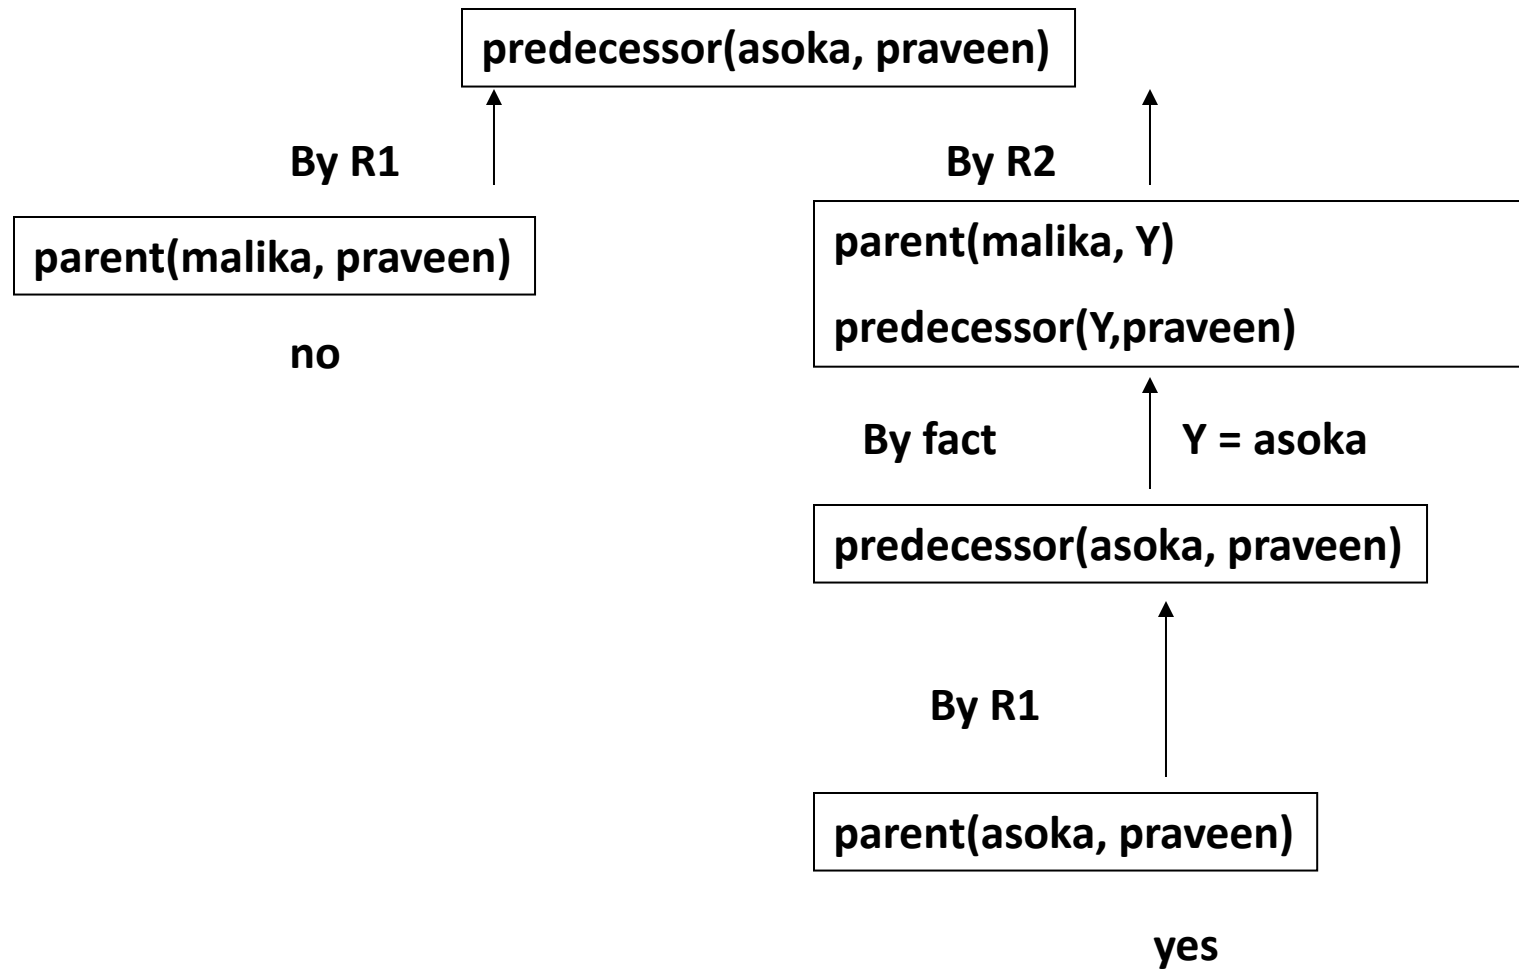 predecessor(asoka, praveen)
By R1
By R2
parent(malika, praveen)
parent(malika, Y)
predecessor(Y,praveen)
no
By fact
Y = asoka
predecessor(asoka, praveen)
By R1
parent(asoka, praveen)
yes